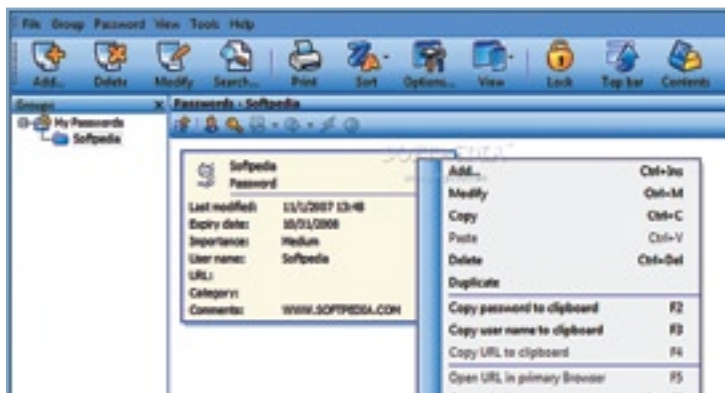 File Group Password View Tools Help
Add... Delete Modify Search... Print Sort Options... View Lock Top bar Contents
Groups x Passwords - Softpedia
My Passwords
Softpedia
SOFTPEDIA
Softpedia
Password
Last modified: 11/1/2007 13:48
Expiry date: 10/31/2008
Importance: Medium
User name: Softpedia
URL:
Category:
Comments: WWW.SOFTPEDIA.COM
Add... Ctrl+Ins
Modify Ctrl+M
Copy Ctrl+C
Paste Ctrl+V
Delete Ctrl+Del
Duplicate
Copy password to clipboard F2
Copy user name to clipboard F3
Copy URL to clipboard F4
Open URL in primary Browser F5